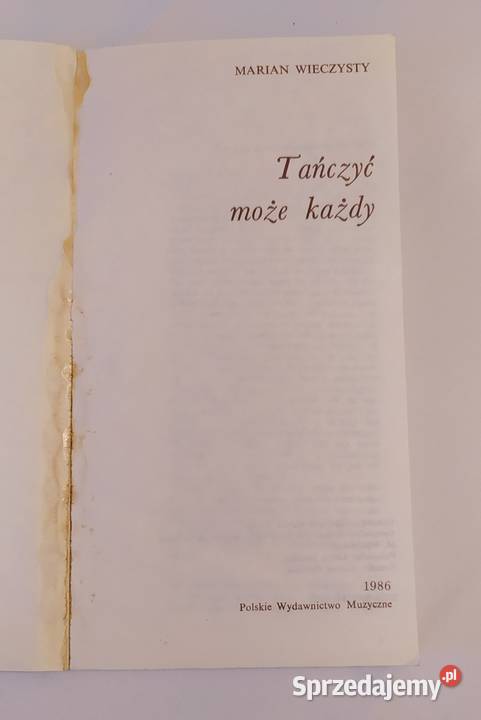 MARIAN WIECZYSTY
Tańczyć
może każdy
1986
Polskie Wydawnictwo Muzyczne
Sprzedajemy.pl